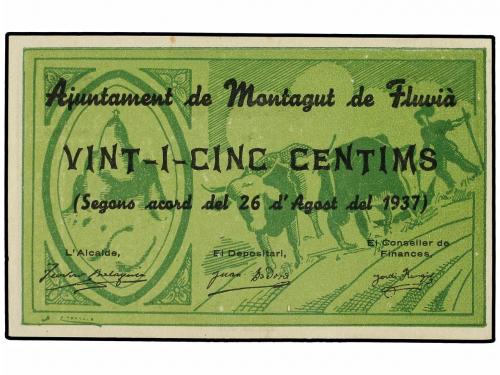 Ajuntament de Montagut de Fluvià
VINT-I-CINC CENTIMS
(Segons acord del 26 d'Agost del 1937)
L'Alcalde,
El Depositari,
El Conseller de
Finances,
Juan